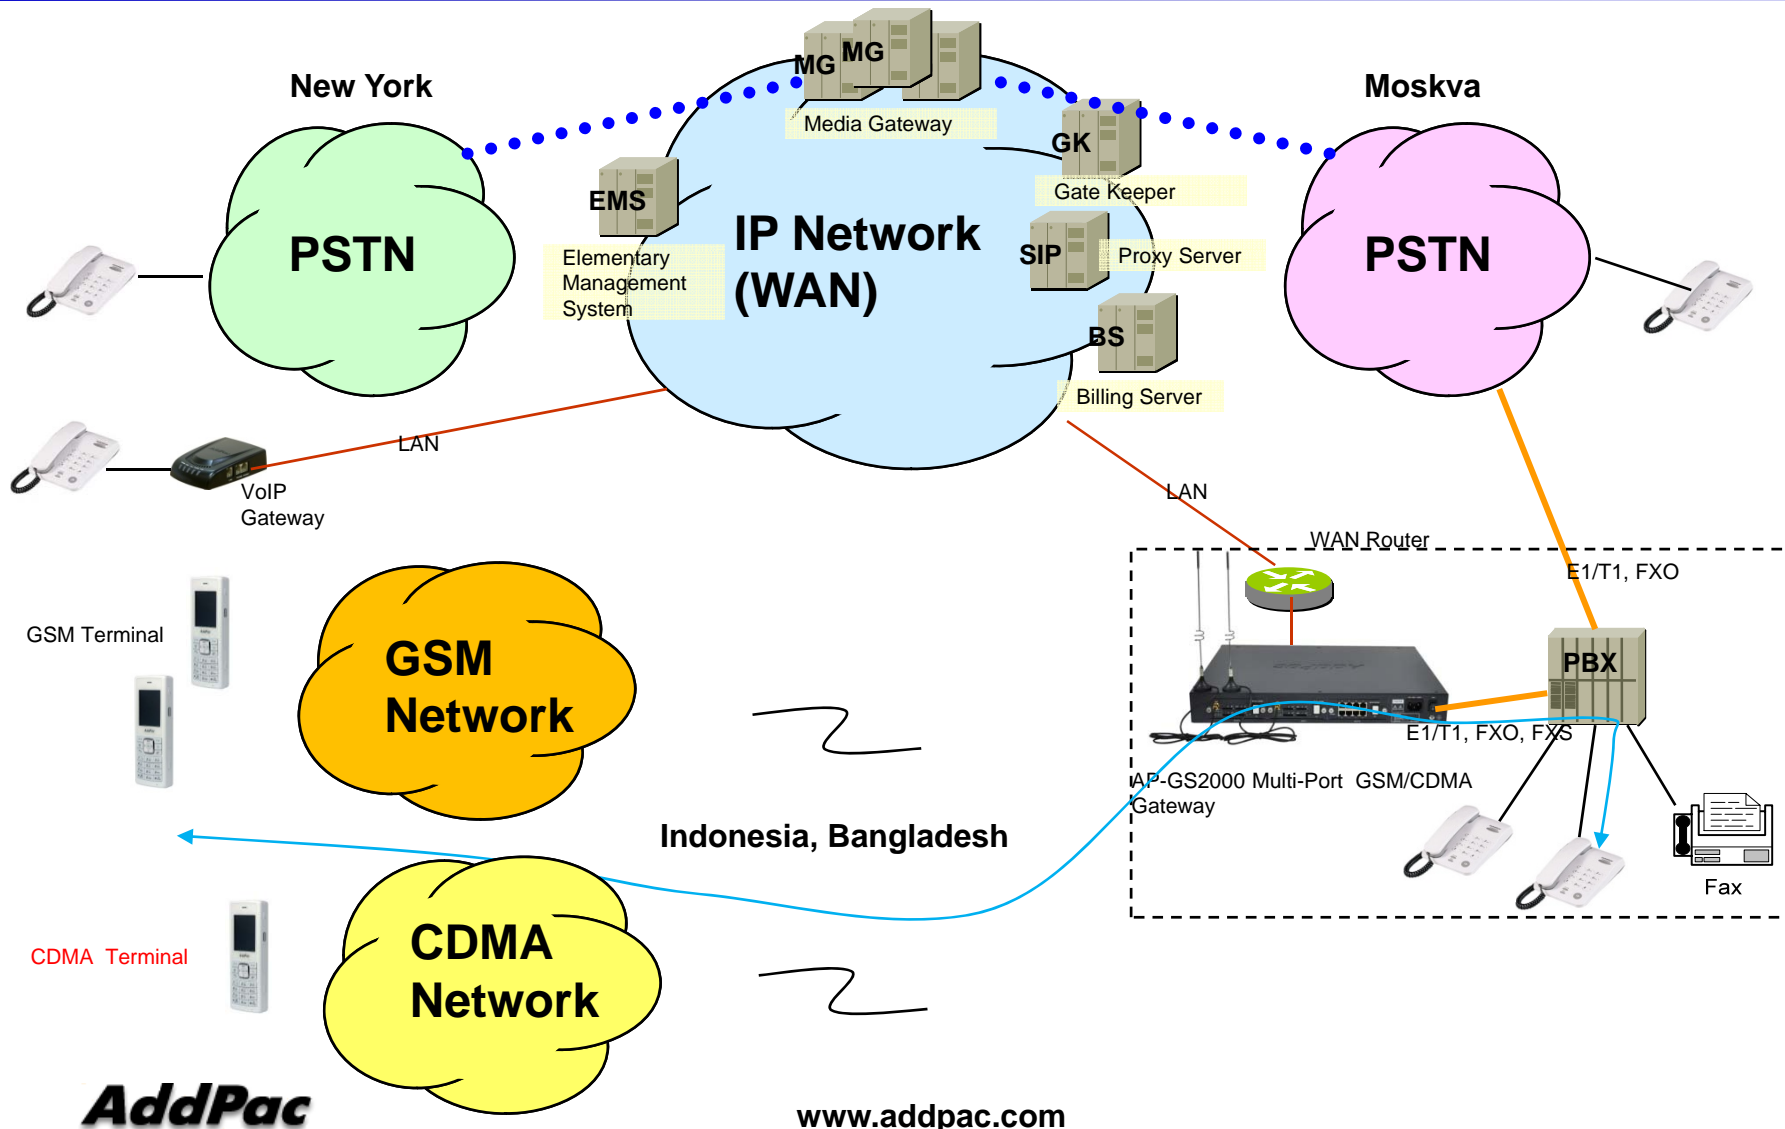 New York
Moskva
MG
MG
Media Gateway
GK
Gate Keeper
EMS
Elementary
Management
System
IP Network
(WAN)
SIP
Proxy Server
BS
Billing Server
PSTN
PSTN
LAN
VoIP
Gateway
LAN
WAN Router
E1/T1, FXO
PBX
GSM Terminal
GSM
Network
E1/T1, FXO, FXS
AP-GS2000 Multi-Port GSM/CDMA
Gateway
Indonesia, Bangladesh
Fax
CDMA Terminal
CDMA
Network
AddPac
www.addpac.com